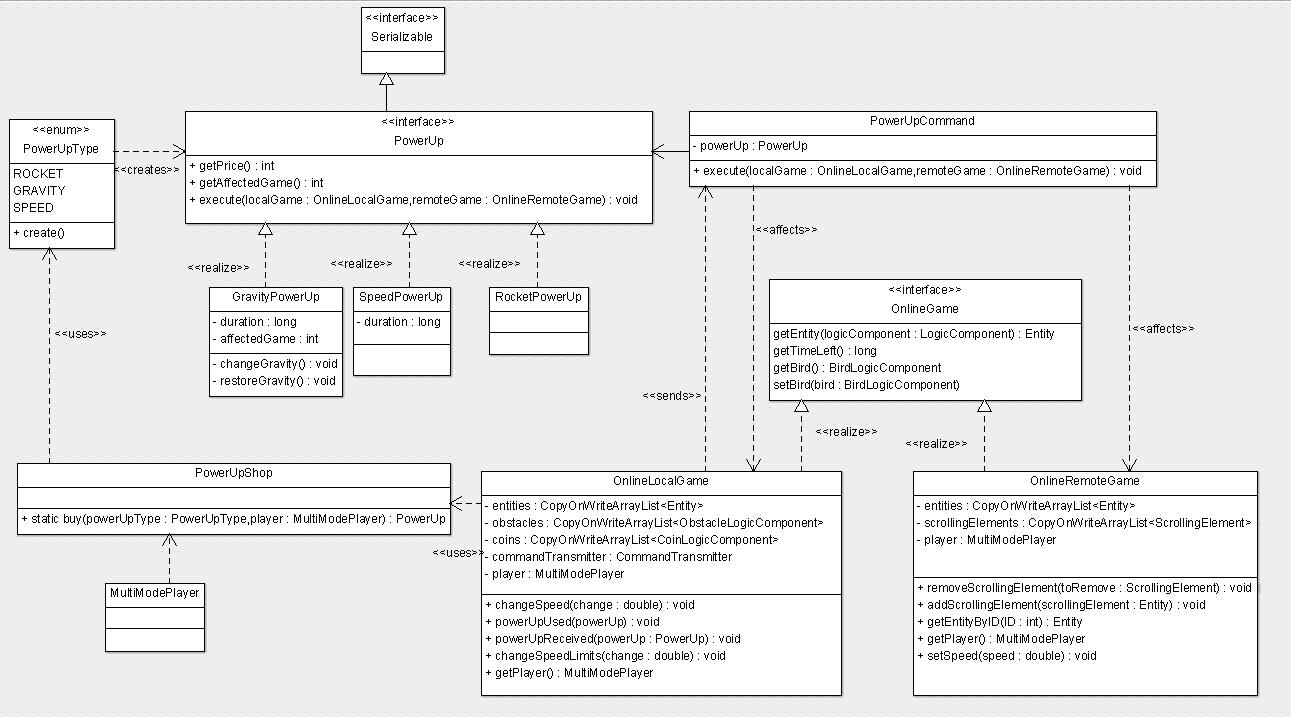 <<interface>>
Serializable
<<enum>>
PowerUpType
ROCKET
GRAVITY
SPEED
+ create()
<<creates>>
<<interface>>
PowerUp
+ getPrice() : int
+ getAffectedGame() : int
+ execute(localGame : OnlineLocalGame,remoteGame : OnlineRemoteGame) : void
PowerUpCommand
- powerUp : PowerUp
+ execute(localGame : OnlineLocalGame,remoteGame : OnlineRemoteGame) : void
<<affects>>
<<realize>>
<<realize>>
<<realize>>
GravityPowerUp
- duration : long
- affectedGame : int
- changeGravity() : void
- restoreGravity() : void
SpeedPowerUp
- duration : long
RocketPowerUp
<<interface>>
OnlineGame
getEntity(logicComponent : LogicComponent) : Entity
getTimeLeft() : long
getBird() : BirdLogicComponent
setBird(bird : BirdLogicComponent)
<<affects>>
<<uses>>
<<sends>>
<<realize>>
<<realize>>
PowerUpShop
+ static buy(powerUpType : PowerUpType,player : MultiModePlayer) : PowerUp
<<uses>>
MultiModePlayer
OnlineLocalGame
- entities : CopyOnWriteArrayList<Entity>
- obstacles : CopyOnWriteArrayList<ObstacleLogicComponent>
- coins : CopyOnWriteArrayList<CoinLogicComponent>
- commandTransmitter : CommandTransmitter
- player : MultiModePlayer
+ changeSpeed(change : double) : void
+ powerUpUsed(powerUp) : void
+ powerUpReceived(powerUp : PowerUp) : void
+ changeSpeedLimits(change : double) : void
+ getPlayer() : MultiModePlayer
OnlineRemoteGame
- entities : CopyOnWriteArrayList<Entity>
- scrollingElements : CopyOnWriteArrayList<ScrollingElement>
- player : MultiModePlayer
+ removeScrollingElement(toRemove : ScrollingElement) : void
+ addScrollingElement(scrollingElement : Entity) : void
+ getEntityByID(ID : int) : Entity
+ getPlayer() : MultiModePlayer
+ setSpeed(speed : double) : void